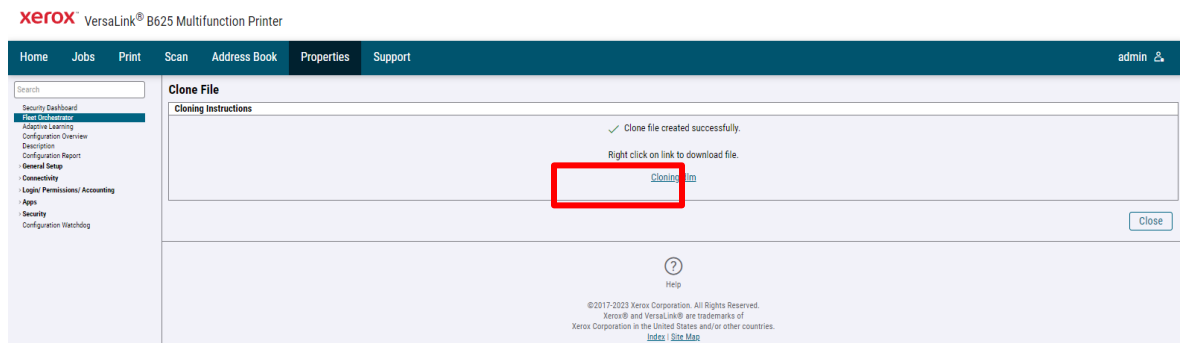 xerox™ VersaLink® B625 Multifunction Printer
Home Jobs Print Scan Address Book Properties Support admin
Search
Security Dashboard
Fleet Orchestrator
Adaptive Learning
Configuration Overview
Description
Configuration Report
› General Setup
› Connectivity
› Login/ Permissions/ Accounting
› Apps
› Security
Configuration Watchdog
Clone File
Cloning Instructions
✓ Clone file created successfully.
Right click on link to download file.
Cloning lm
Close
?
Help
©2017-2023 Xerox Corporation. All Rights Reserved.
Xerox® and VersaLink® are trademarks of
Xerox Corporation in the United States and/or other countries.
Index | Site Map